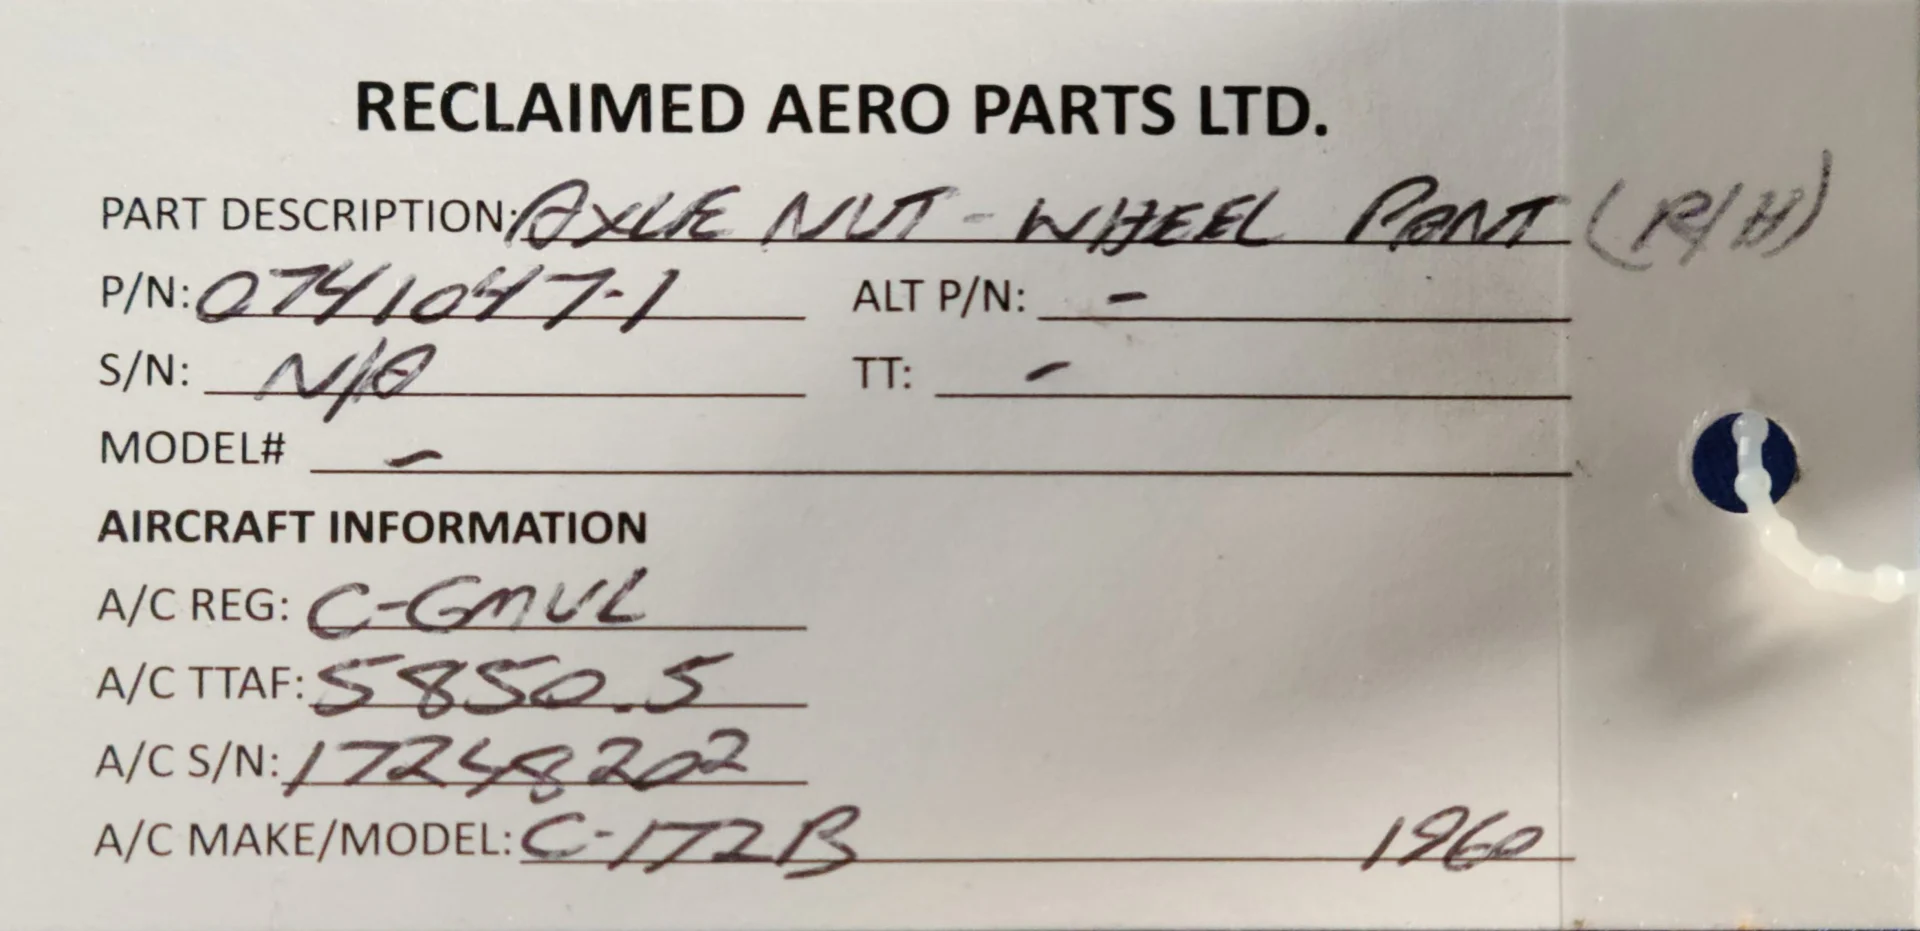 RECLAIMED AERO PARTS LTD.
PART DESCRIPTION: AXLE NUT - WHEEL PANT (R/H)
P/N: 0741047-1 ALT P/N: -
S/N: N/A TT: -
MODEL# -
AIRCRAFT INFORMATION
A/C REG: C-GMUL
A/C TTAF: 5850.5
A/C S/N: 17248202
A/C MAKE/MODEL: C-172B 1960